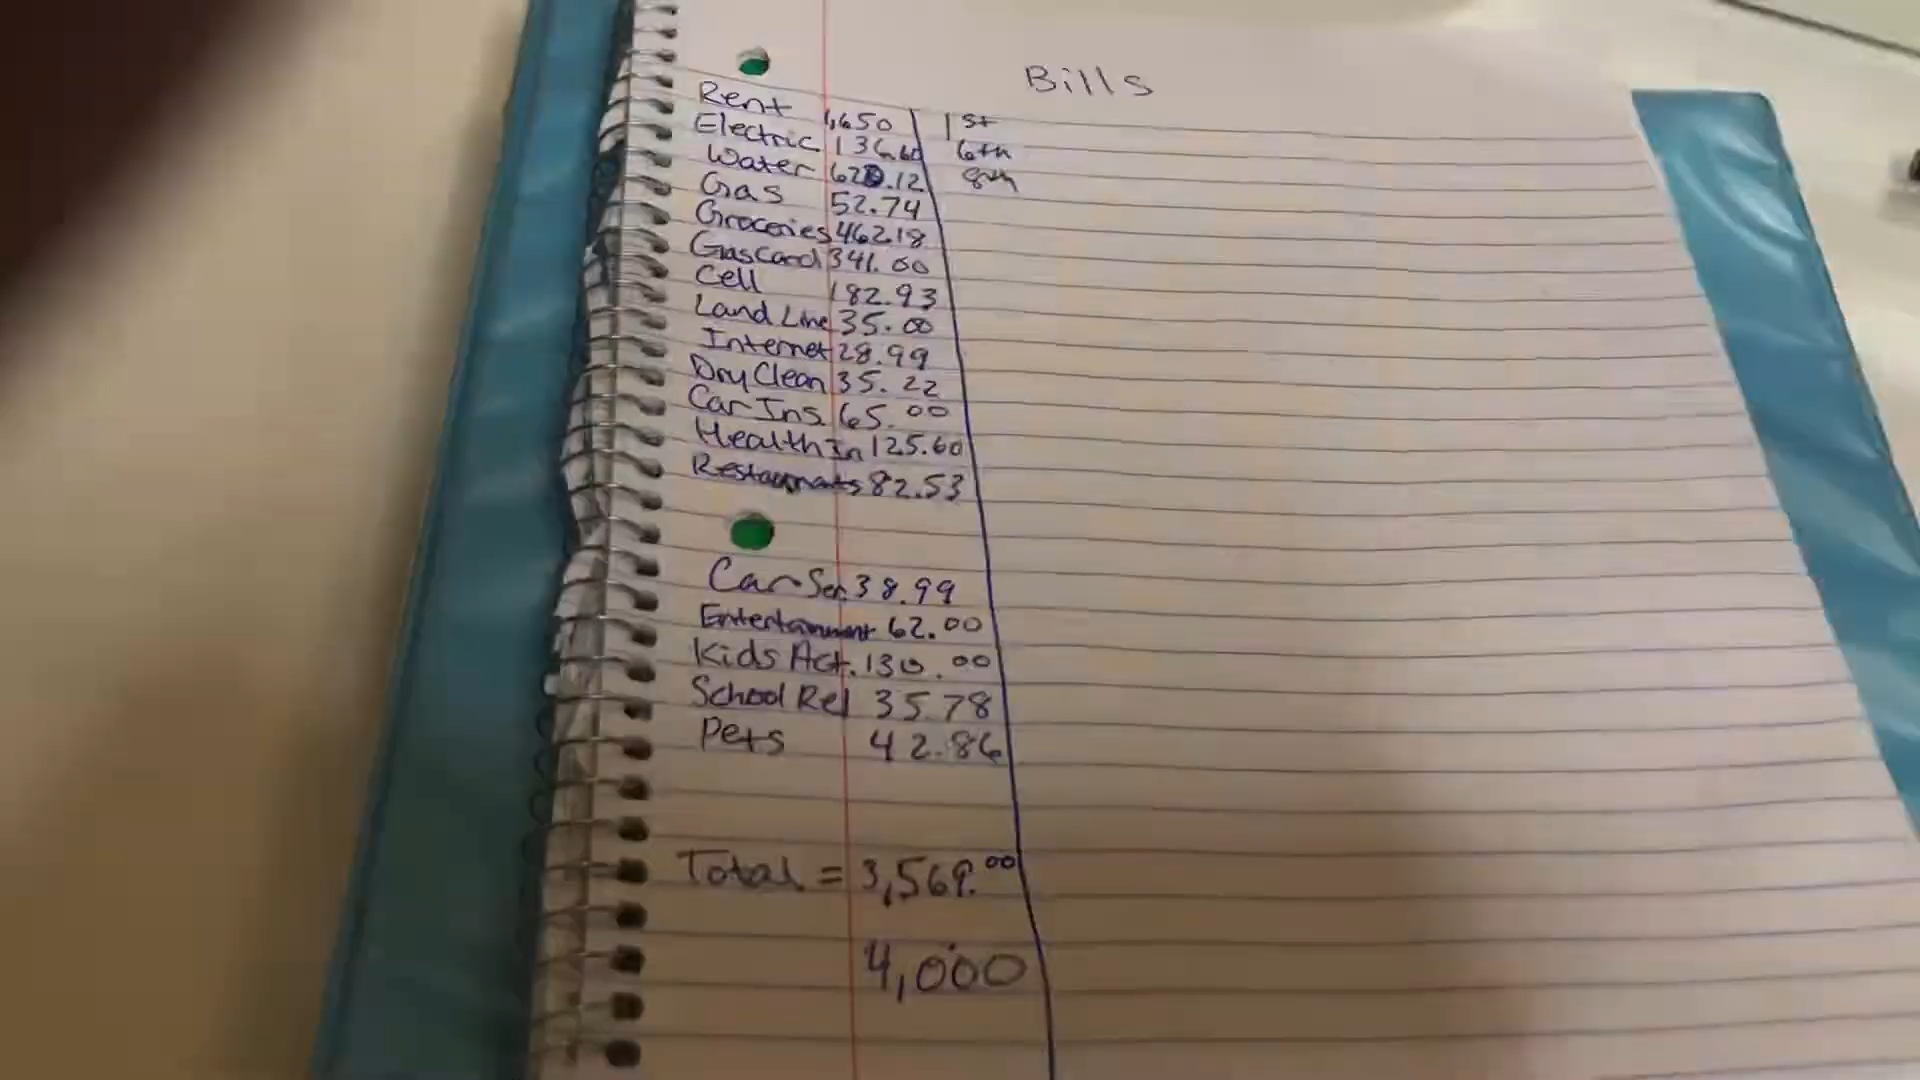 Bills
Rent 1,650 1st
Electric 136.60 6th
Water 62.12 8th
Gas 52.74
Groceries 462.18
Gas Card 341.00
Cell 182.93
Land Line 35.00
Internet 28.99
Dry Clean 35.22
Car Ins. 65.00
Health In 125.60
Restaurants 82.53
Car Ser. 38.99
Entertainment 62.00
Kids Act. 130.00
School Rel 35.78
Pets 42.86
Total = 3,569.00
4,000